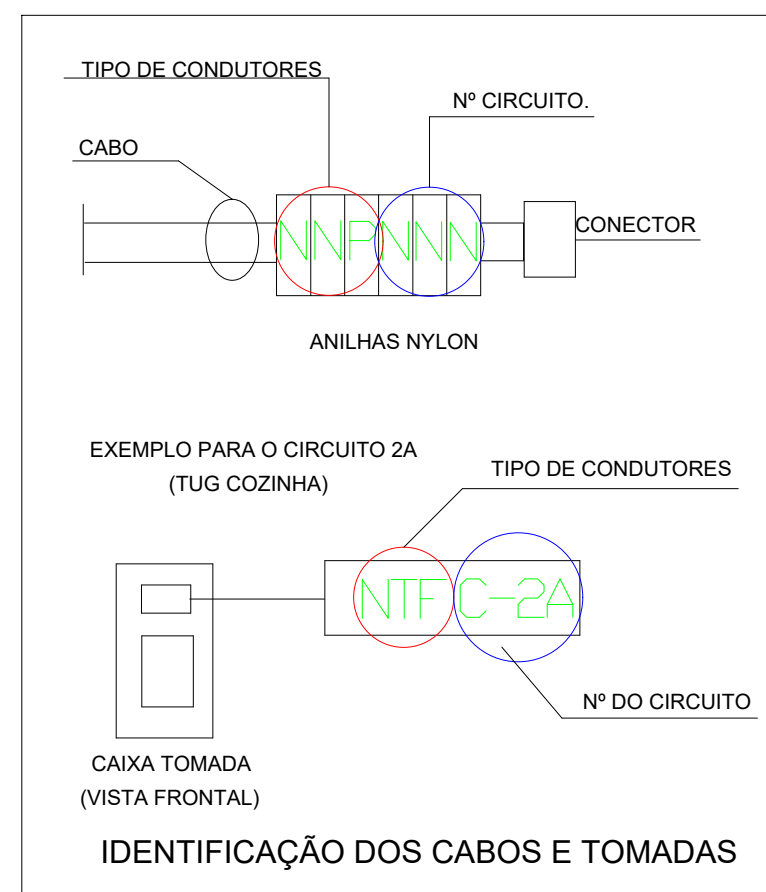 TIPO DE CONDUTORES
Nº CIRCUITO.
CABO
NNPNNN
CONECTOR
ANILHAS NYLON
EXEMPLO PARA O CIRCUITO 2A
(TUG COZINHA)
TIPO DE CONDUTORES
NTF C-2A
Nº DO CIRCUITO
CAIXA TOMADA
(VISTA FRONTAL)
IDENTIFICAÇÃO DOS CABOS E TOMADAS